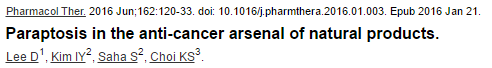 Pharmacol Ther. 2016 Jun;162:120-33. doi: 10.1016/j.pharmthera.2016.01.003. Epub 2016 Jan 21.
Paraptosis in the anti-cancer arsenal of natural products.
Lee D1, Kim IY2, Saha S2, Choi KS3.